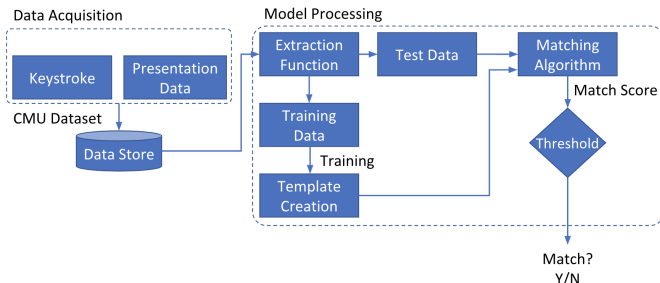 Data Acquisition
Keystroke
Presentation
Data
CMU Dataset
Data Store
Model Processing
Extraction
Function
Test Data
Matching
Algorithm
Match Score
Training
Data
Training
Template
Creation
Threshold
Match?
Y/N